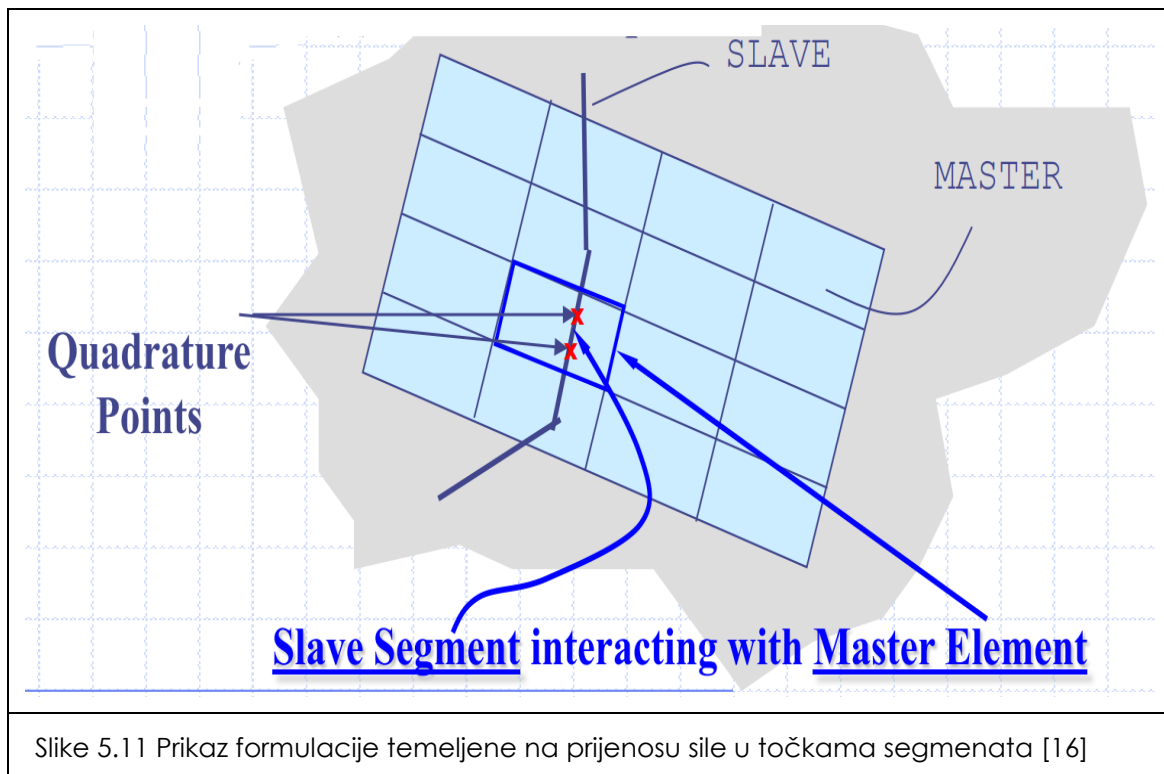 SLAVE
MASTER
Quadrature
Points
x
x
Slave Segment interacting with Master Element
Slike 5.11 Prikaz formulacije temeljene na prijenosu sile u točkama segmenata [16]